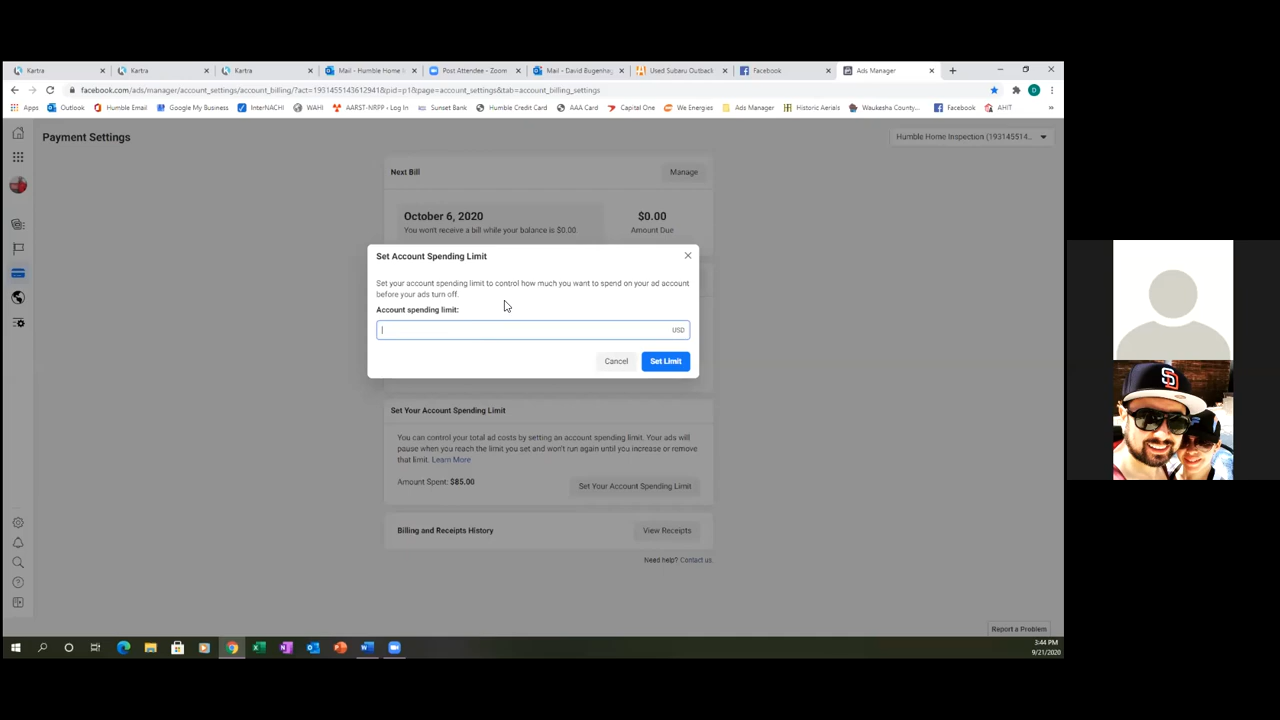 Kartra
Kartra
Kartra
Mail - Humble Home I
Post Attendee - Zoom
Mail - David Bugenhag
Used Subaru Outback
Facebook
Ads Manager
facebook.com/ads/manager/account_settings/account_billing/?act=193145514361294&pid=p1&page=account_settings&tab=account_billing_settings
Apps
Outlook
Humble Email
Google My Business
InterNACHI
WAHI
AARST-NRPP • Log In
Sunset Bank
Humble Credit Card
AAA Card
Capital One
We Energies
Ads Manager
Historic Aerials
Waukesha County...
Facebook
AHIT
Payment Settings
Humble Home Inspection (193145514...
Next Bill
Manage
October 6, 2020
$0.00
You won't receive a bill while your balance is $0.00.
Amount Due
Set Account Spending Limit
Set your account spending limit to control how much you want to spend on your ad account
before your ads turn off.
Account spending limit:
USD
Cancel
Set Limit
Set Your Account Spending Limit
You can control your total ad costs by setting an account spending limit. Your ads will
pause when you reach the limit you set and won't run again until you increase or remove
that limit. Learn More
Amount Spent: $85.00
Set Your Account Spending Limit
Billing and Receipts History
View Receipts
Need help? Contact us.
Report a Problem
3:44 PM
9/21/2020